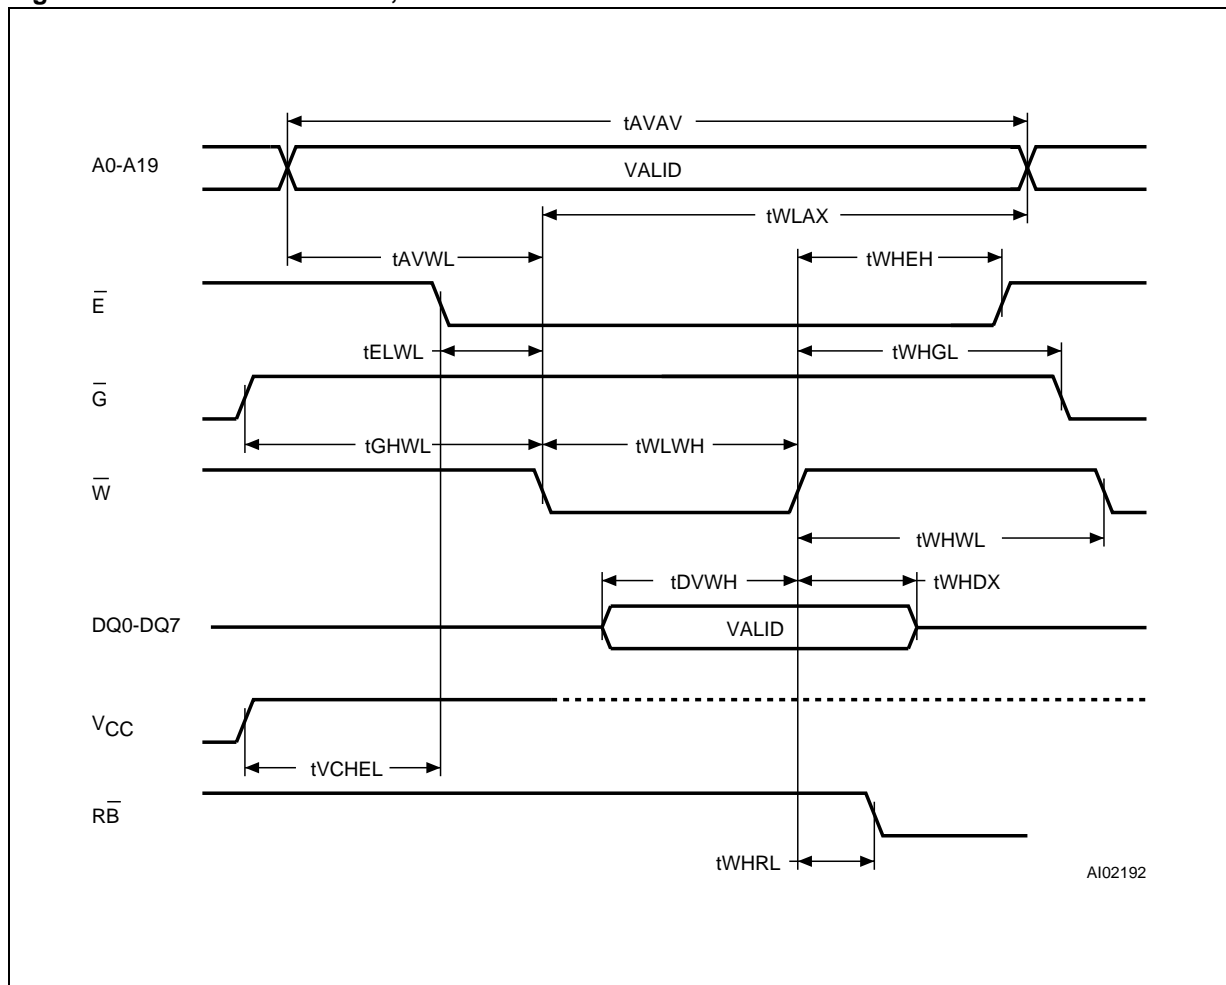 tAVAV
A0-A19
VALID
tWLAX
tAVWL
tWHEH
E̅
tELWL
tWHGL
G̅
tGHWL
tWLWH
W̅
tWHWL
tDVWH
tWHDX
DQ0-DQ7
VALID
VCC
tVCHEL
RB̅
tWHRL
AI02192